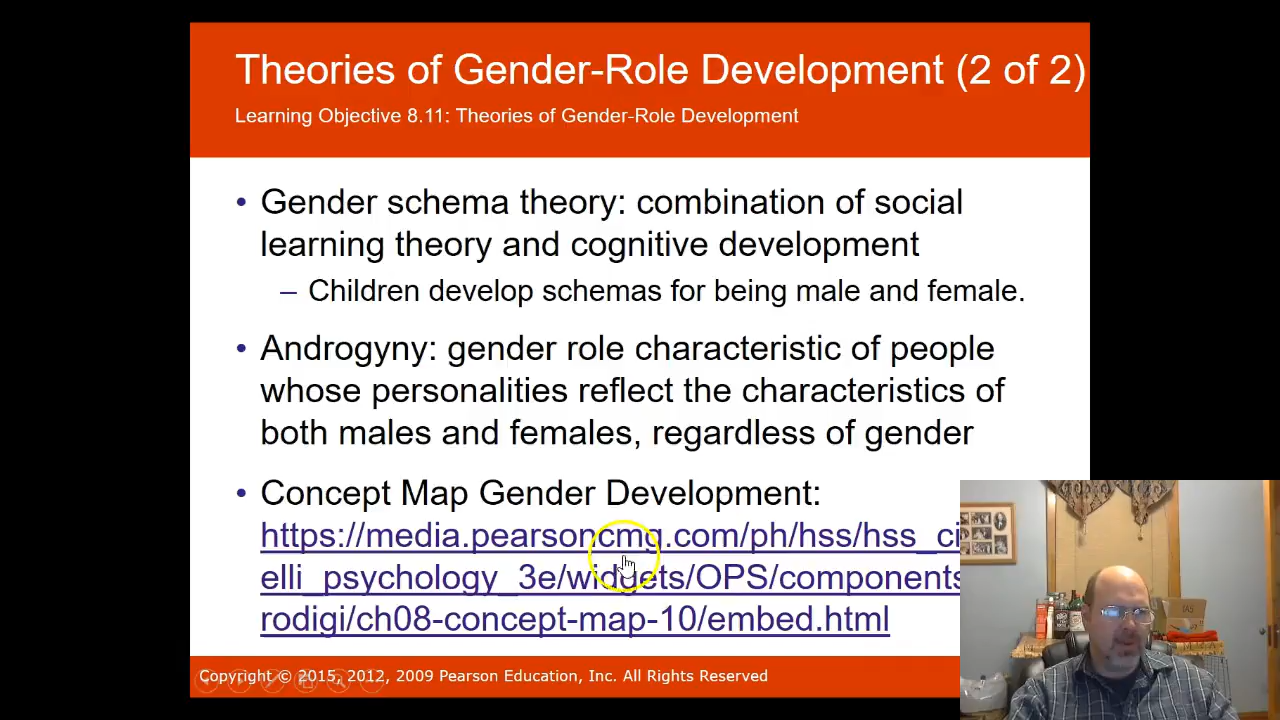 Theories of Gender-Role Development (2 of 2)
Learning Objective 8.11: Theories of Gender-Role Development
• Gender schema theory: combination of social
learning theory and cognitive development
– Children develop schemas for being male and female.
• Androgyny: gender role characteristic of people
whose personalities reflect the characteristics of
both males and females, regardless of gender
• Concept Map Gender Development:
https://media.pearsoncmg.com/ph/hss/hss_ci
elli_psychology_3e/widgets/OPS/components
rodigi/ch08-concept-map-10/embed.html
Copyright © 2015, 2012, 2009 Pearson Education, Inc. All Rights Reserved